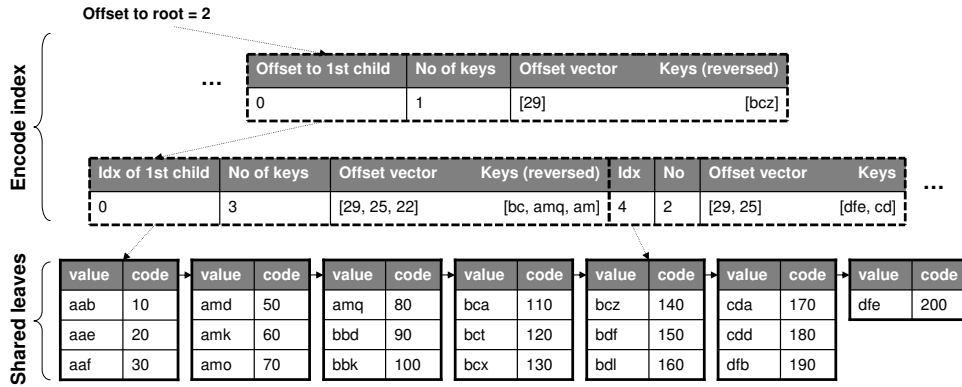 Offset to root = 2
Encode index
...
Offset to 1st child No of keys Offset vector Keys (reversed)
0 1 [29] [bcz]
Idx of 1st child No of keys Offset vector Keys (reversed) Idx No Offset vector Keys
...
0 3 [29, 25, 22] [bc, amq, am] 4 2 [29, 25] [dfe, cd]
Shared leaves
value code value code value code value code value code value code value code
aab 10 amd 50 amq 80 bca 110 bcz 140 cda 170 dfe 200
aae 20 amk 60 bbd 90 bct 120 bdf 150 cdd 180
aaf 30 amo 70 bbk 100 bcx 130 bdl 160 dfb 190